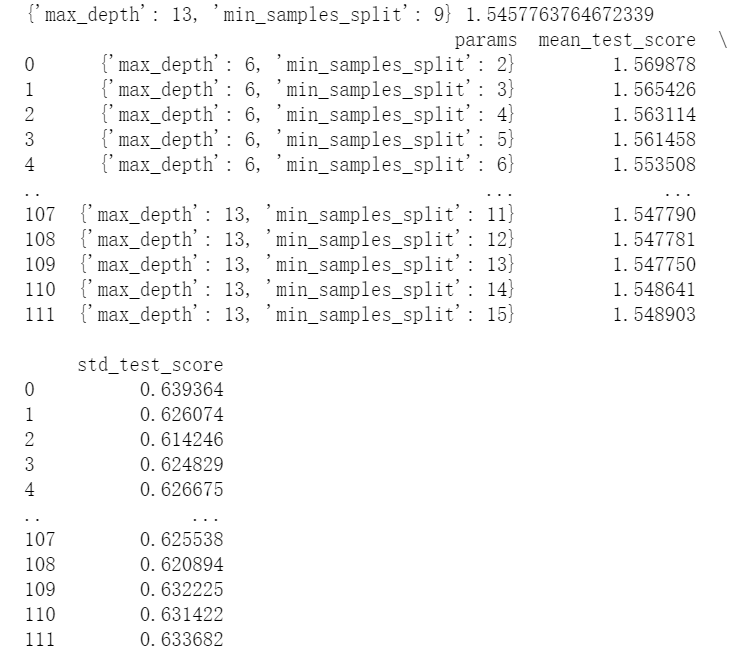 {'max_depth': 13, 'min_samples_split': 9} 1.5457763764672339
params  mean_test_score  \
0      {'max_depth': 6, 'min_samples_split': 2}         1.569878
1      {'max_depth': 6, 'min_samples_split': 3}         1.565426
2      {'max_depth': 6, 'min_samples_split': 4}         1.563114
3      {'max_depth': 6, 'min_samples_split': 5}         1.561458
4      {'max_depth': 6, 'min_samples_split': 6}         1.553508
..                                          ...              ...
107  {'max_depth': 13, 'min_samples_split': 11}         1.547790
108  {'max_depth': 13, 'min_samples_split': 12}         1.547781
109  {'max_depth': 13, 'min_samples_split': 13}         1.547750
110  {'max_depth': 13, 'min_samples_split': 14}         1.548641
111  {'max_depth': 13, 'min_samples_split': 15}         1.548903
std_test_score
0          0.639364
1          0.626074
2          0.614246
3          0.624829
4          0.626675
..              ...
107        0.625538
108        0.620894
109        0.632225
110        0.631422
111        0.633682